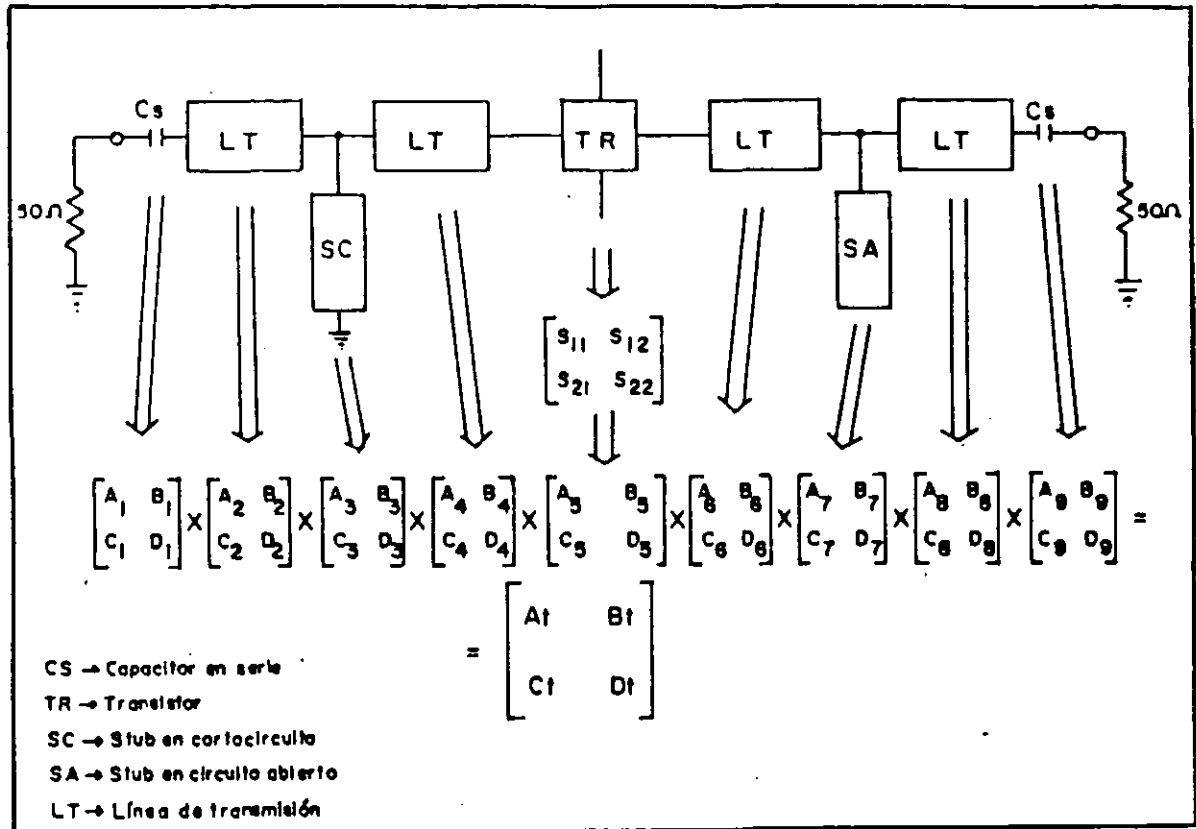 Cs Cs
LT LT TR LT LT
50Ω 50Ω
SC SA
S11 S12
S21 S22
A1 B1 A2 B2 A3 B3 A4 B4 A5 B5 A6 B6 A7 B7 A8 B8 A9 B9
C1 D1 X C2 D2 X C3 D3 X C4 D4 X C5 D5 X C6 D6 X C7 D7 X C8 D8 X C9 D9 =
At Bt
=
Ct Dt
CS → Capacitor en serie
TR → Transistor
SC → Stub en cortocircuito
SA → Stub en circuito abierto
LT → Línea de transmisión